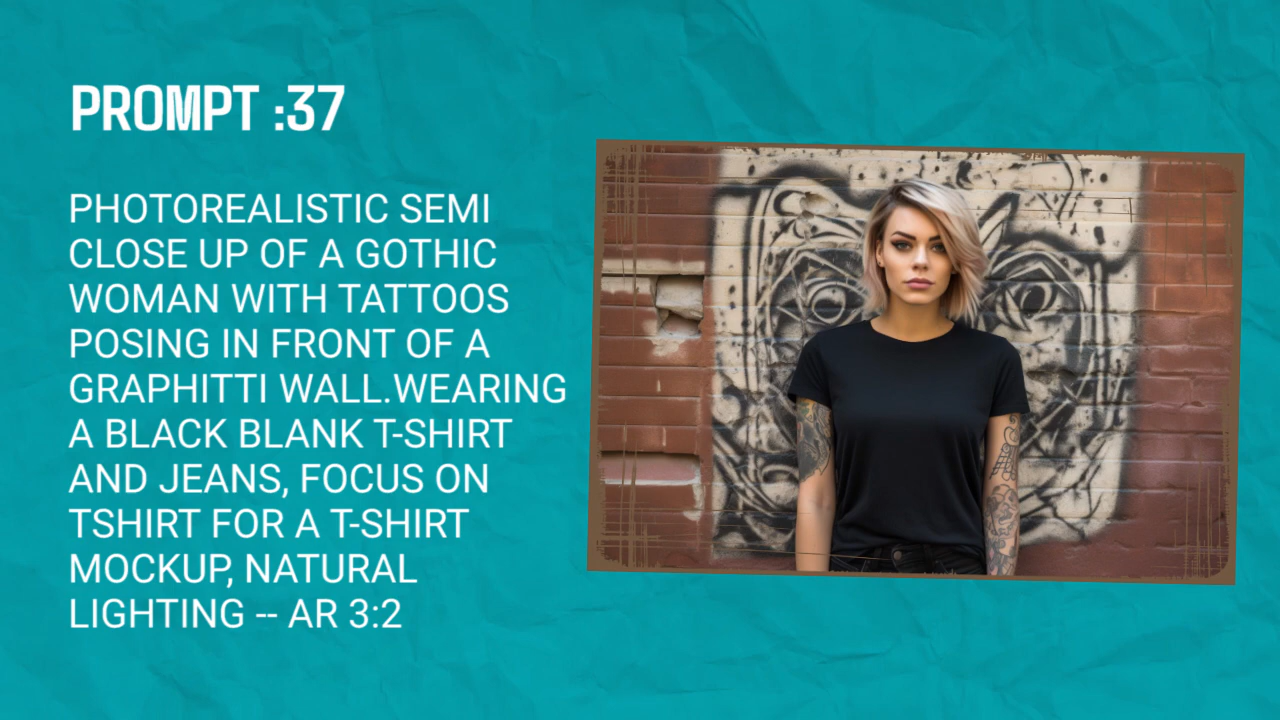 PROMPT :37
PHOTOREALISTIC SEMI
CLOSE UP OF A GOTHIC
WOMAN WITH TATTOOS
POSING IN FRONT OF A
GRAPHITTI WALL.WEARING
A BLACK BLANK T-SHIRT
AND JEANS, FOCUS ON
TSHIRT FOR A T-SHIRT
MOCKUP, NATURAL
LIGHTING -- AR 3:2